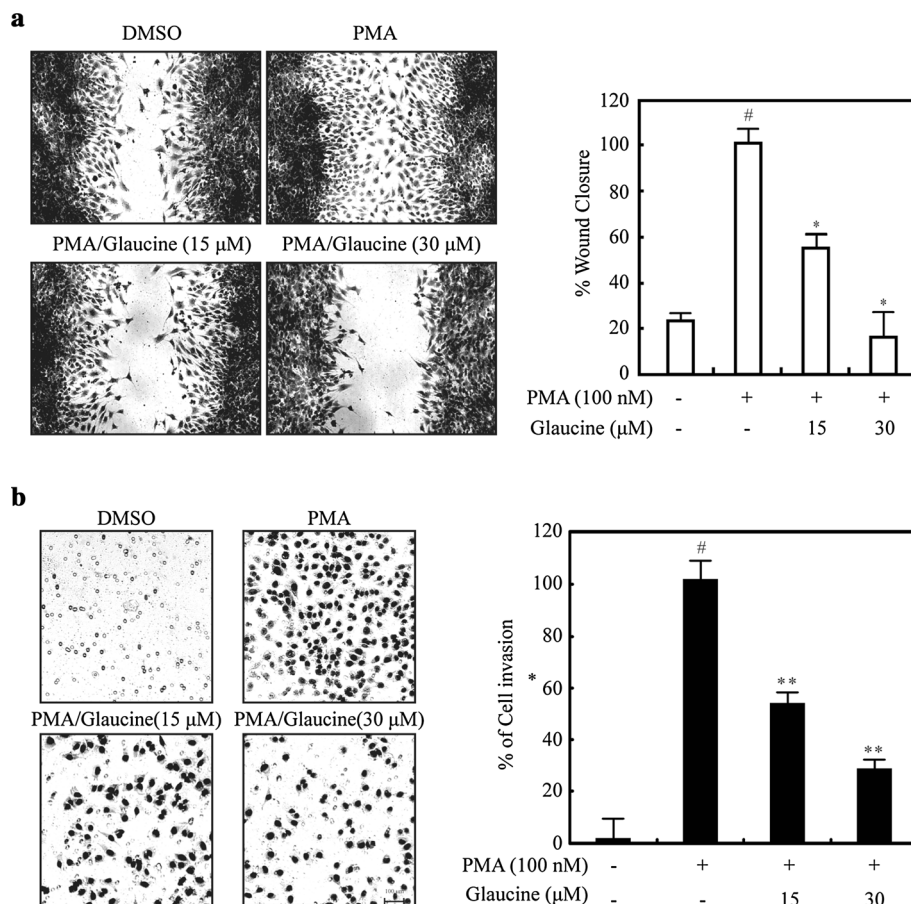 a
DMSO PMA
PMA/Glaucine (15 μM) PMA/Glaucine (30 μM)
% Wound Closure
120
100
80
60
40
20
0
#
*
*
PMA (100 nM) - + + +
Glaucine (μM) - - 15 30
b
DMSO PMA
PMA/Glaucine(15 μM) PMA/Glaucine(30 μM)
% of Cell invasion
*
120
100
80
60
40
20
0
#
**
**
PMA (100 nM) - + + +
Glaucine (μM) - - 15 30